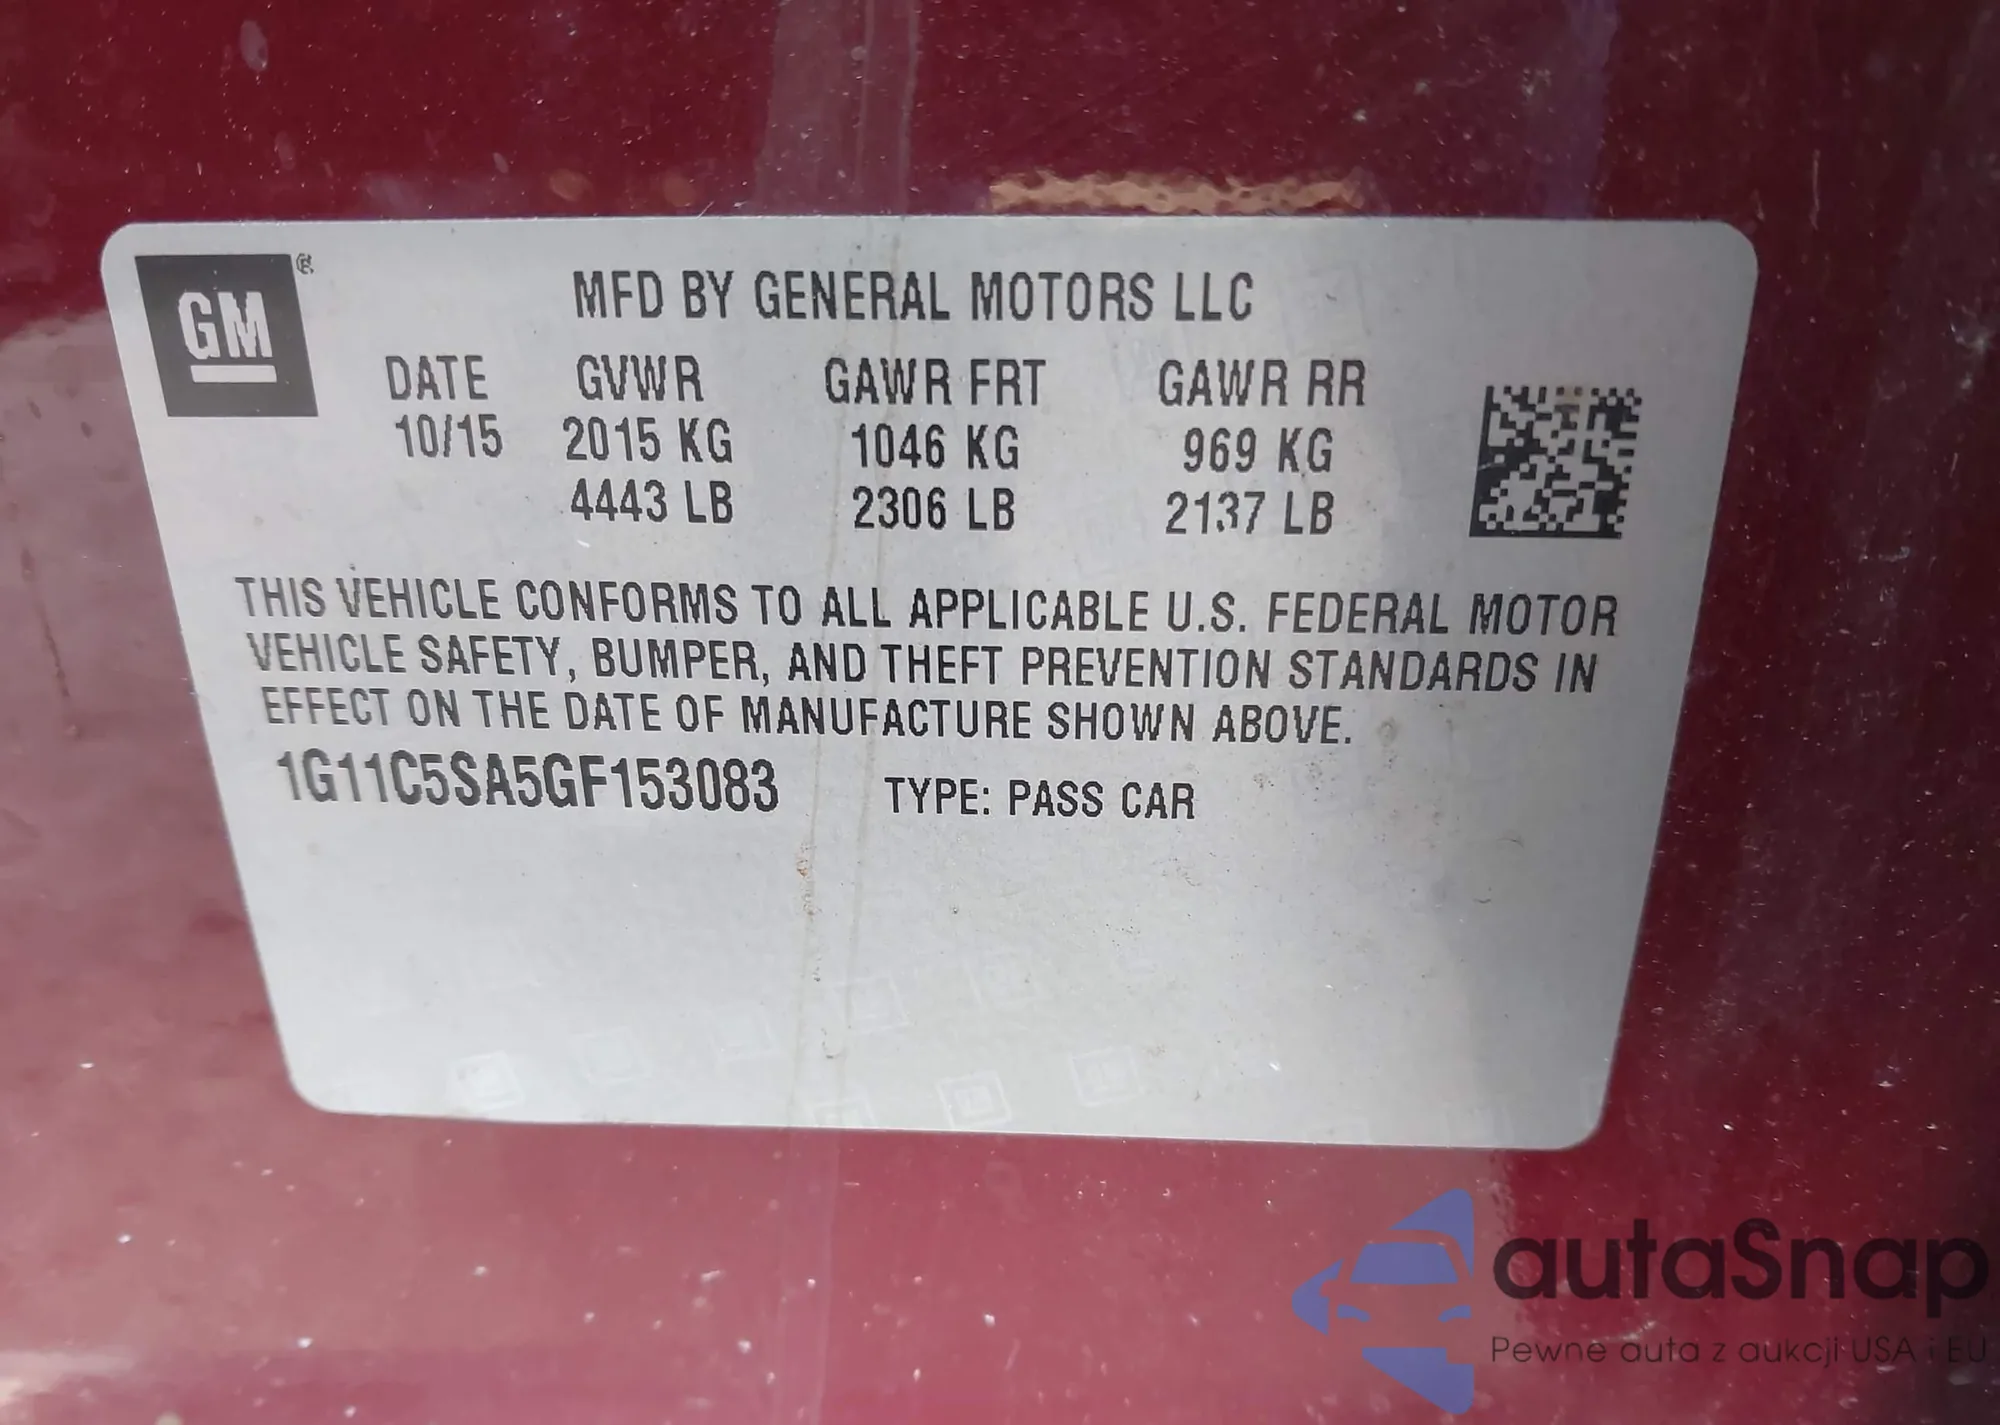 GM®
MFD BY GENERAL MOTORS LLC
DATE GVWR GAWR FRT GAWR RR
10/15 2015 KG 1046 KG 969 KG
4443 LB 2306 LB 2137 LB
THIS VEHICLE CONFORMS TO ALL APPLICABLE U.S. FEDERAL MOTOR
VEHICLE SAFETY, BUMPER, AND THEFT PREVENTION STANDARDS IN
EFFECT ON THE DATE OF MANUFACTURE SHOWN ABOVE.
1G11C5SA5GF153083 TYPE: PASS CAR
autaSnap
Pewne auta z aukcji USA i EU